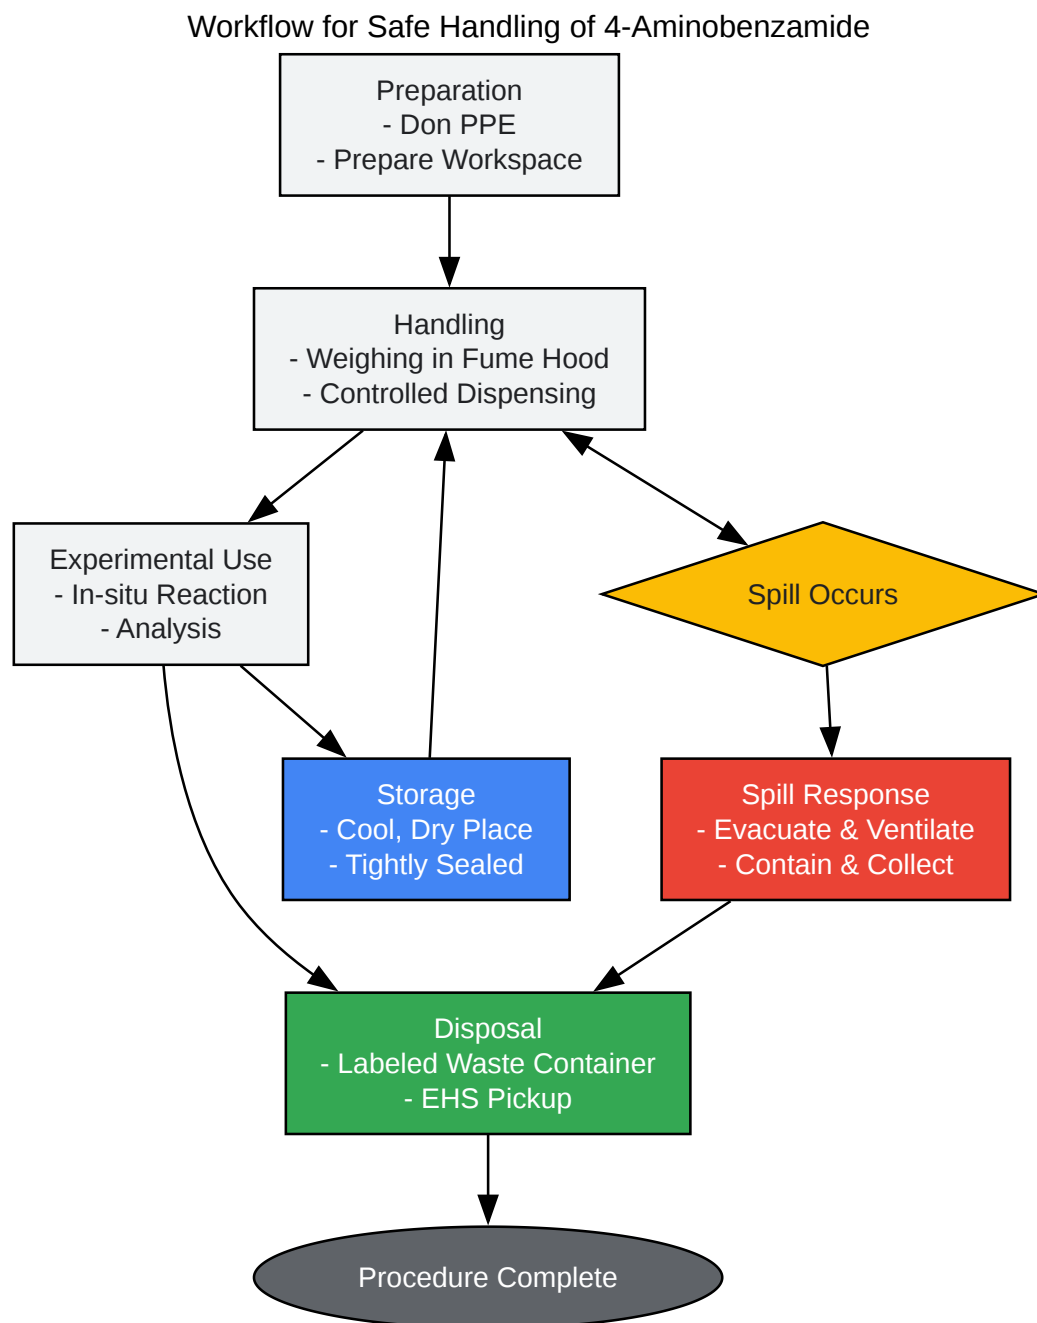 Workflow for Safe Handling of 4-Aminobenzamide
Preparation
- Don PPE
- Prepare Workspace
Handling
- Weighing in Fume Hood
- Controlled Dispensing
Experimental Use
- In-situ Reaction
- Analysis
Spill Occurs
Storage
- Cool, Dry Place
- Tightly Sealed
Spill Response
- Evacuate & Ventilate
- Contain & Collect
Disposal
- Labeled Waste Container
- EHS Pickup
Procedure Complete